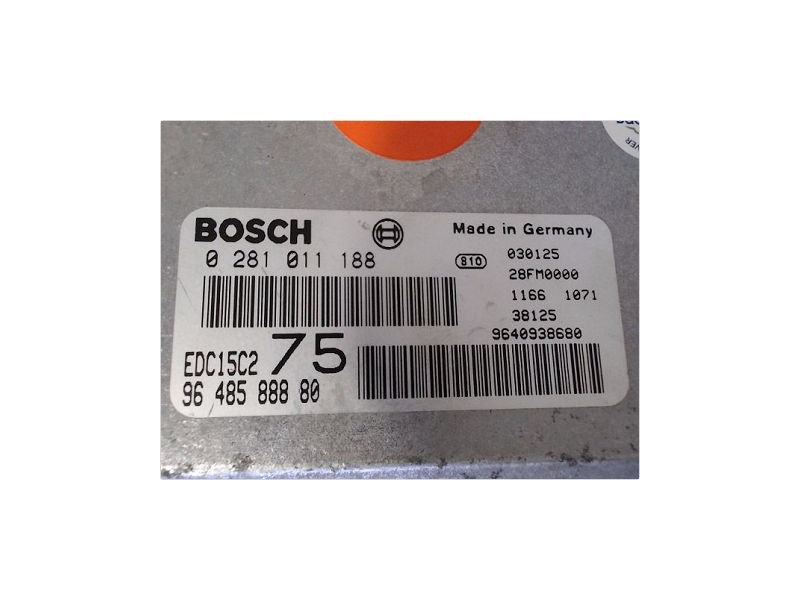 BOSCH
Made in Germany
0 281 011 188
810
030125
28FM0000
1166 1071
38125
9640938680
EDC15C2
75
96 485 888 80